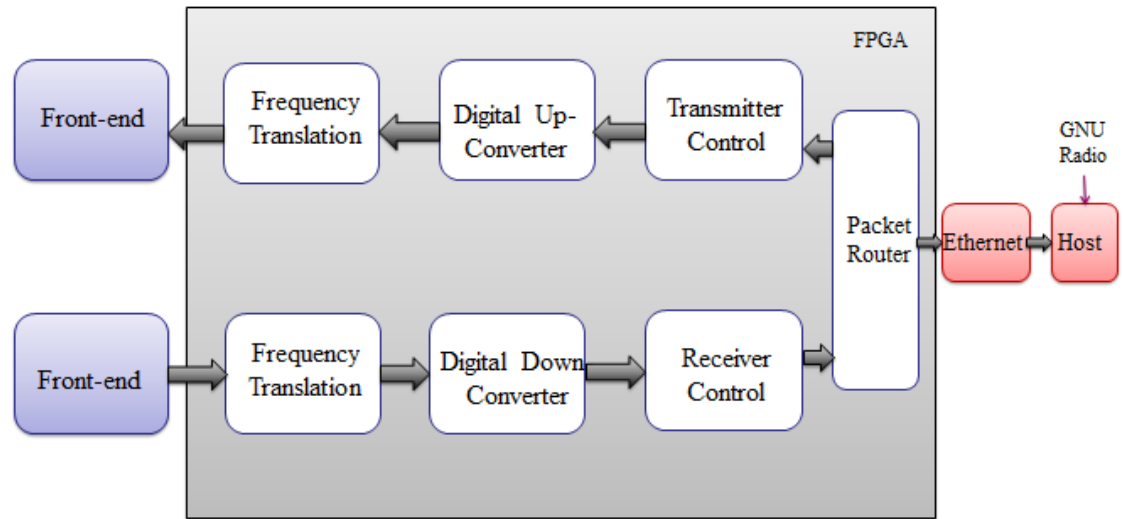 FPGA
Front-end
Frequency
Translation
Digital Up-
Converter
Transmitter
Control
GNU
Radio
Packet
Router
Ethernet
Host
Front-end
Frequency
Translation
Digital Down
Converter
Receiver
Control